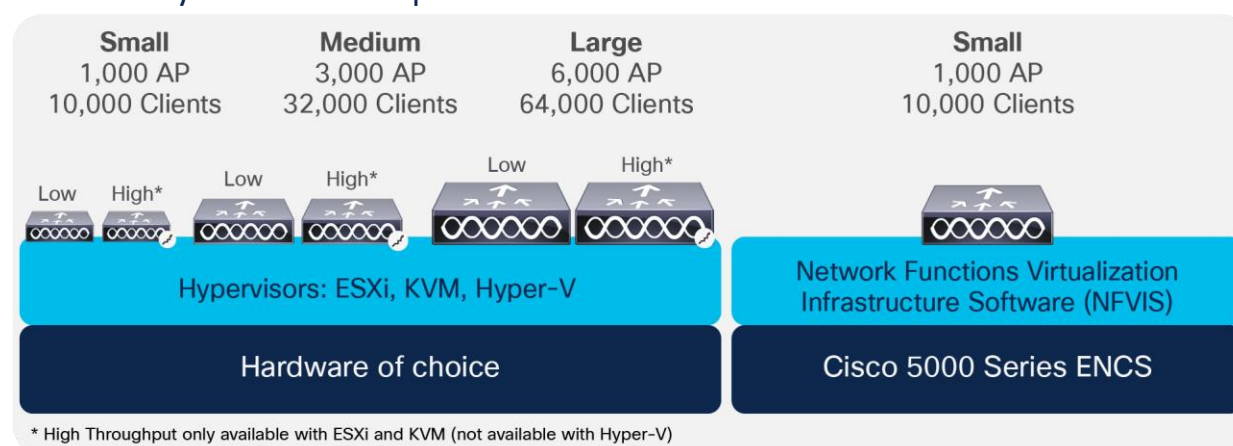 Small
1,000 AP
10,000 Clients
Medium
3,000 AP
32,000 Clients
Large
6,000 AP
64,000 Clients
Small
1,000 AP
10,000 Clients
Low
High*
Low
High*
Low
High*
Hypervisors: ESXi, KVM, Hyper-V
Hardware of choice
Network Functions Virtualization
Infrastructure Software (NFVIS)
Cisco 5000 Series ENCS
* High Throughput only available with ESXi and KVM (not available with Hyper-V)